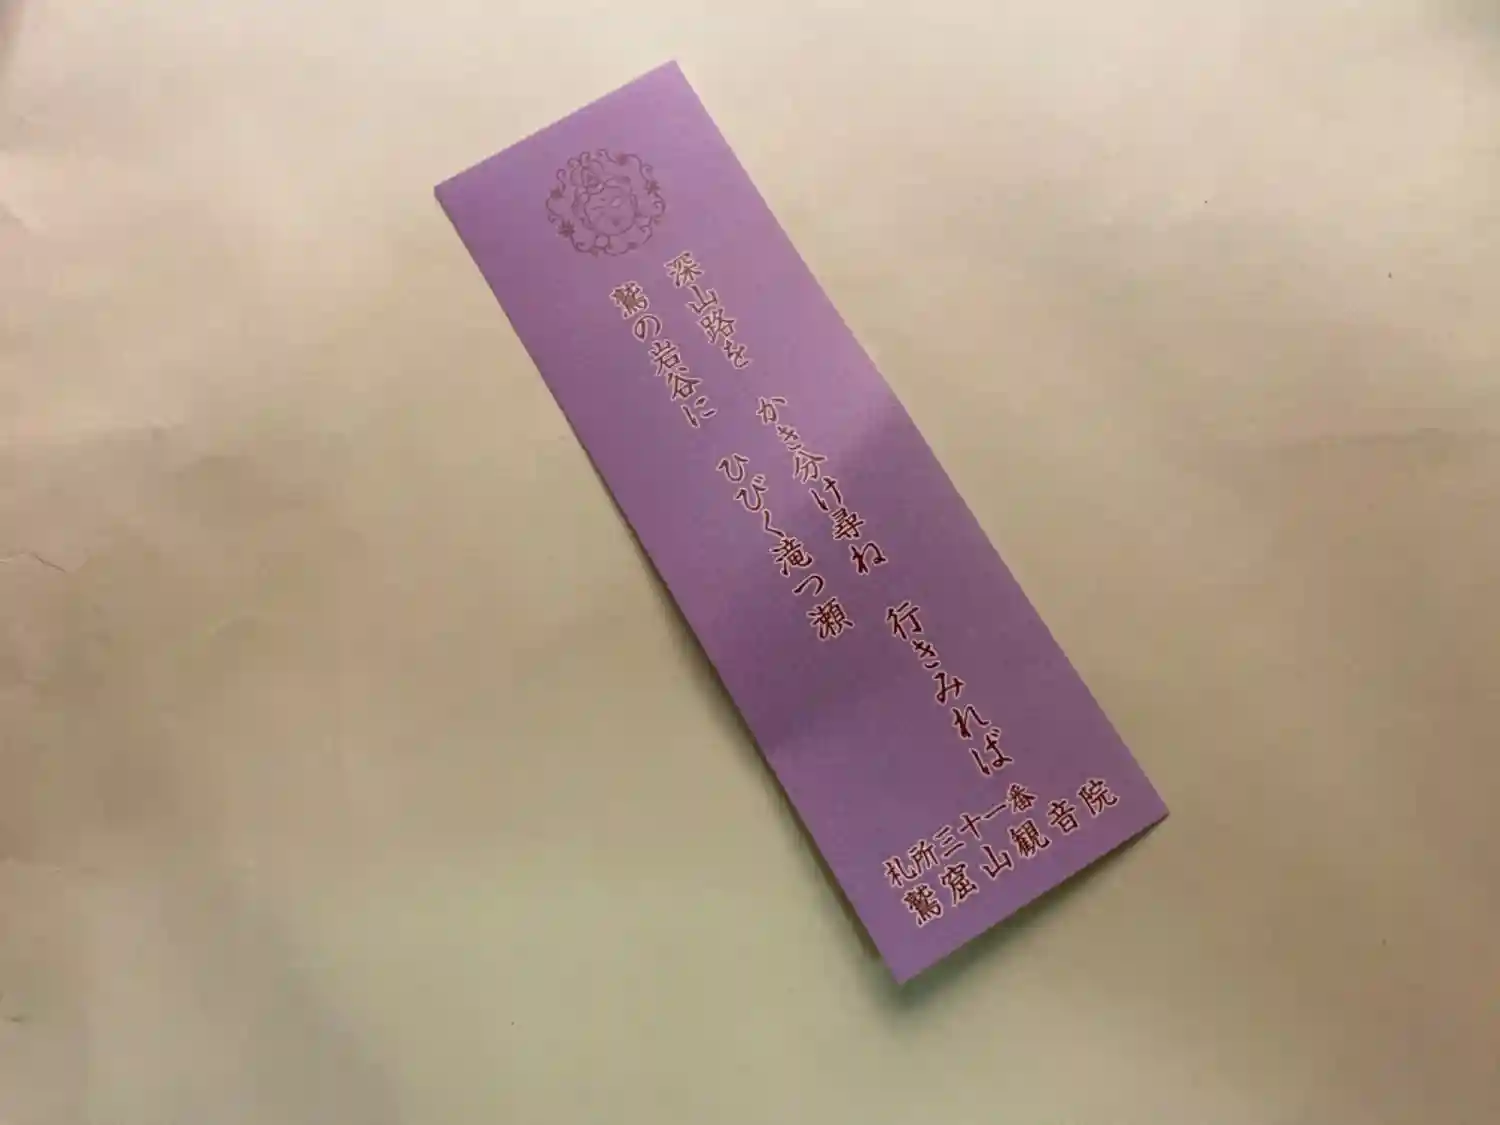 深山路を かき分け尋ね 行きみれば
鷲の岩谷に ひびく滝つ瀬
札所三十一番
鷲窟山観音院